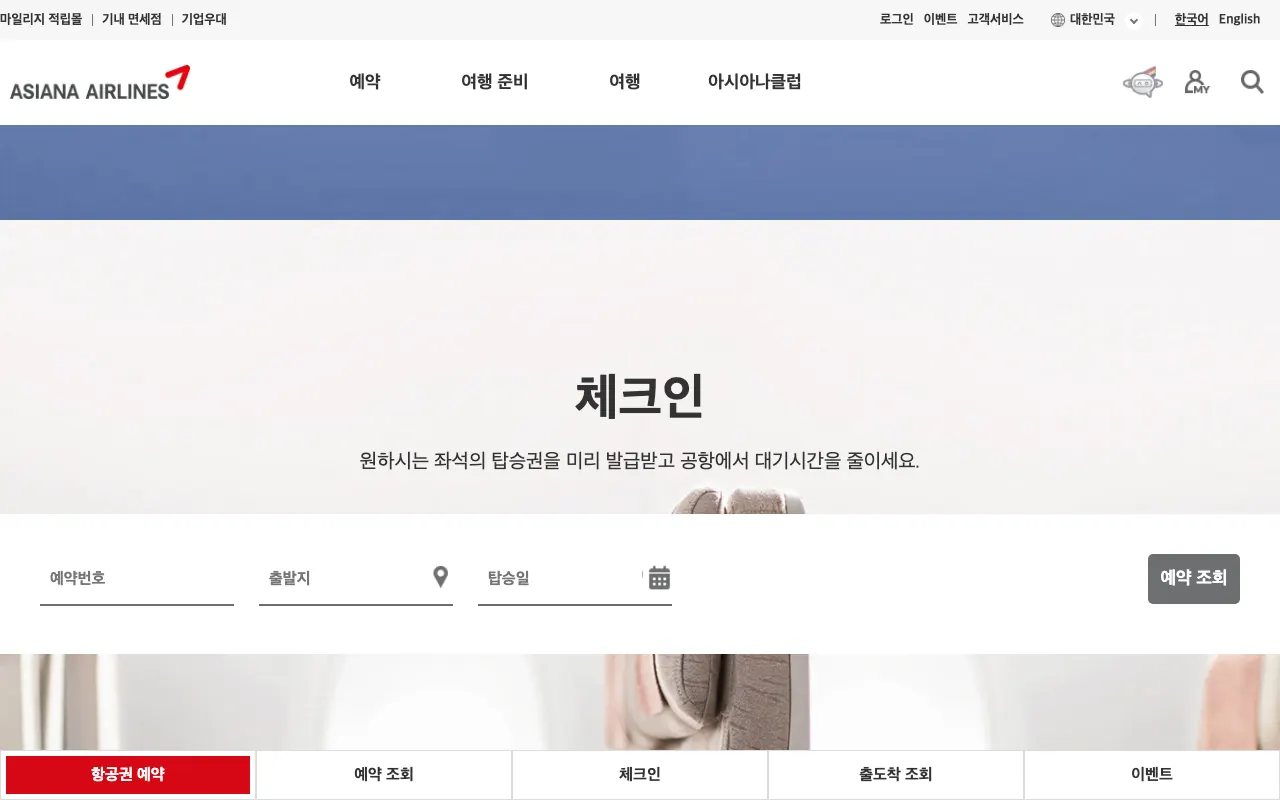 마일리지 적립몰 | 기내 면세점 | 기업우대
로그인 이벤트 고객서비스 대한민국 | 한국어 English
ASIANA AIRLINES
예약 여행 준비 여행 아시아나클럽
MY
체크인
원하시는 좌석의 탑승권을 미리 발급받고 공항에서 대기시간을 줄이세요.
예약번호 출발지 탑승일 예약 조회
항공권 예약 예약 조회 체크인 출도착 조회 이벤트